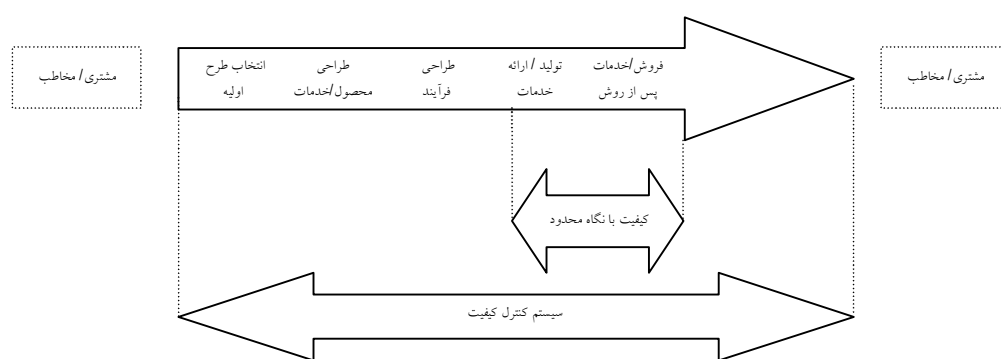 مشتری/ مخاطب
انتخاب طرح
اولیه
طراحی
محصول/خدمات
طراحی
فرآیند
تولید / ارائه
خدمات
فروش/خدمات
پس از روش
مشتری/ مخاطب
کیفیت با نگاه محدود
سیستم کنترل کیفیت